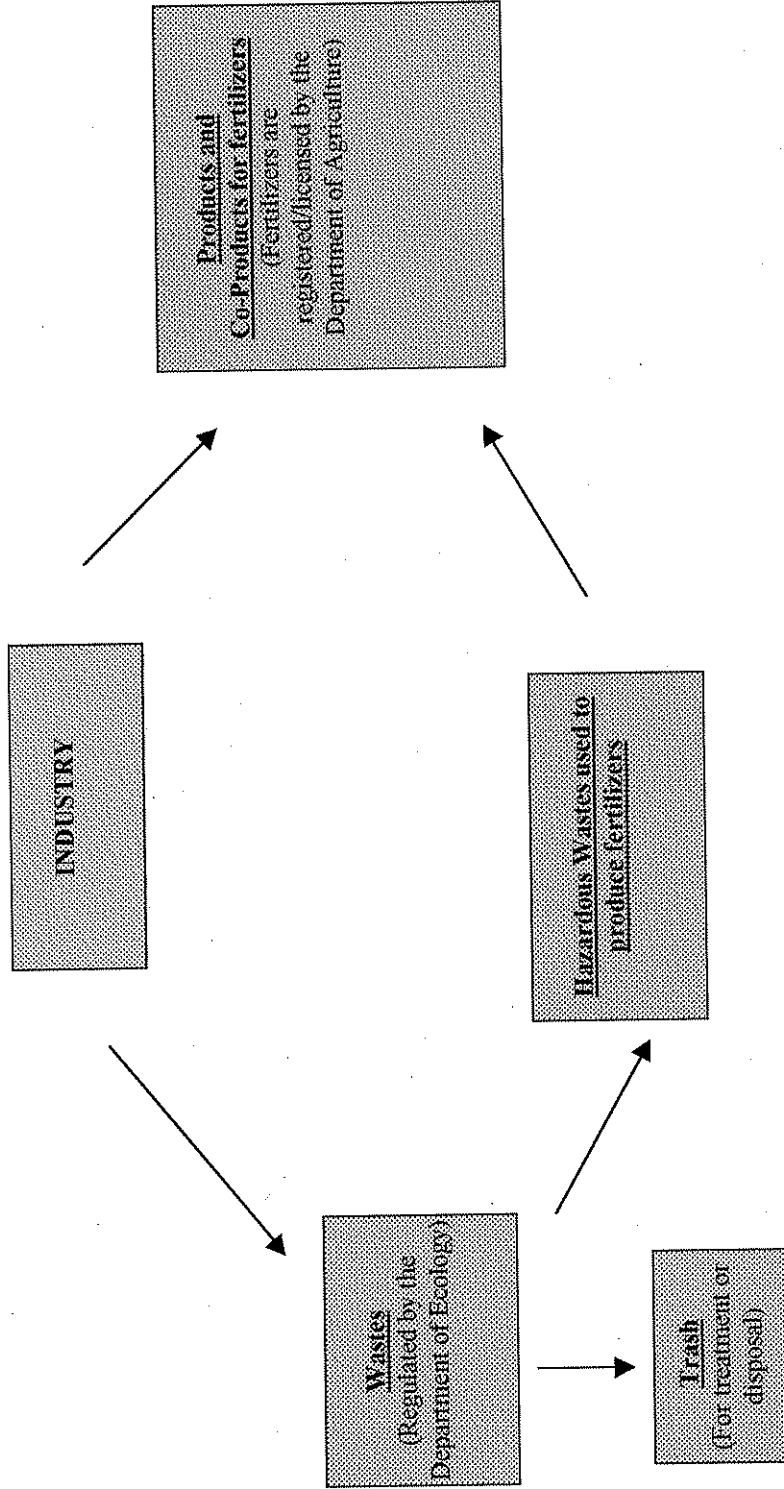 INDUSTRY
Wastes
(Regulated by the
Department of Ecology)
Trash
(For treatment or
disposal)
Hazardous Wastes used to
produce fertilizers
Products and
Co-Products for fertilizers
(Fertilizers are
registered/licensed by the
Department of Agriculture)